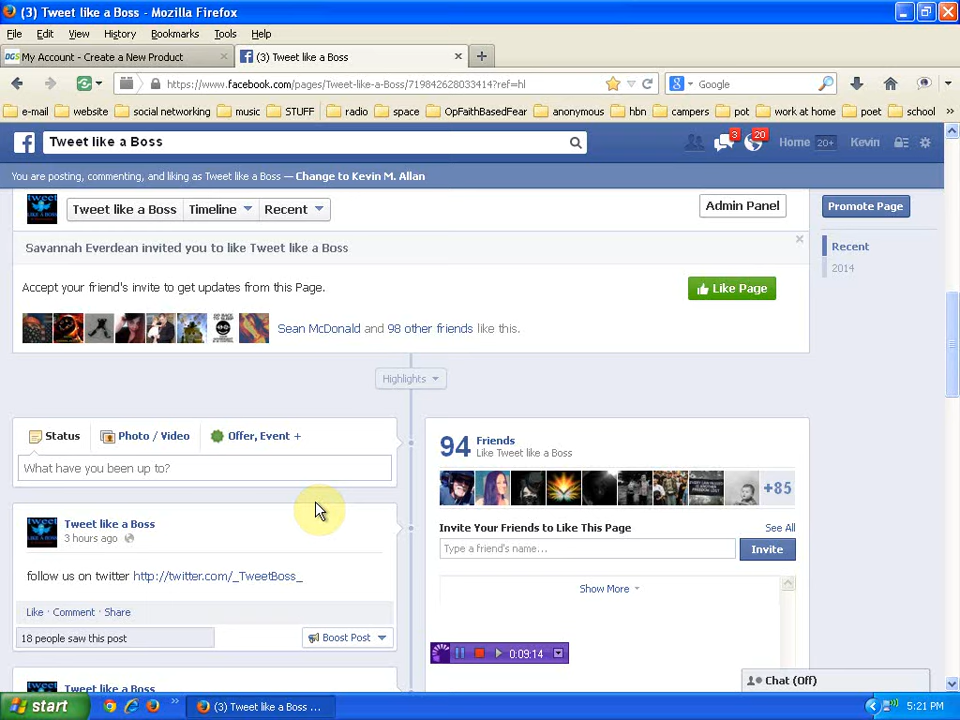 (3) Tweet like a Boss - Mozilla Firefox
File Edit View History Bookmarks Tools Help
DGS My Account - Create a New Product
(3) Tweet like a Boss
https://www.facebook.com/pages/Tweet-like-a-Boss/719842628033414?ref=hl
Google
e-mail website social networking music STUFF radio space OpFaithBasedFear anonymous hbn campers pot work at home poet school
Tweet like a Boss
3 20
Home 20+ Kevin
You are posting, commenting, and liking as Tweet like a Boss — Change to Kevin M. Allan
Tweet like a Boss Timeline Recent
Admin Panel
Promote Page
Savannah Everdean invited you to like Tweet like a Boss
Recent
2014
Accept your friend's invite to get updates from this Page.
Like Page
Sean McDonald and 98 other friends like this.
Highlights
Status Photo / Video Offer, Event +
What have you been up to?
94 Friends
Like Tweet like a Boss
+85
Tweet like a Boss
3 hours ago
Invite Your Friends to Like This Page See All
Type a friend's name...
Invite
follow us on twitter http://twitter.com/_TweetBoss_
Show More
Like · Comment · Share
18 people saw this post
Boost Post
0:09:14
Tweet like a Boss
Chat (Off)
start
(3) Tweet like a Boss ...
5:21 PM